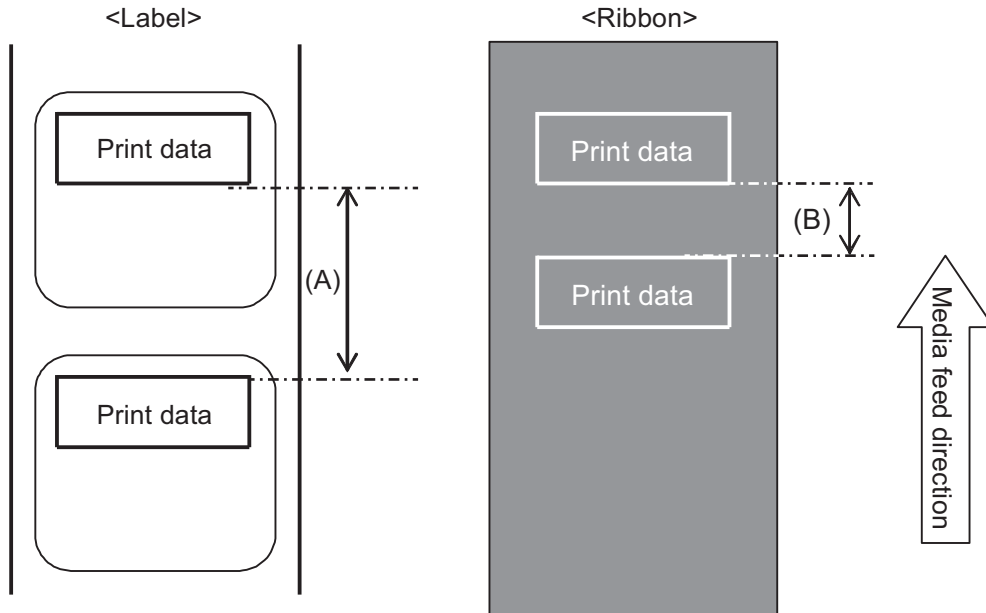 <Label>
<Ribbon>
Print data
Print data
(A)
(B)
Print data
Print data
Media feed direction